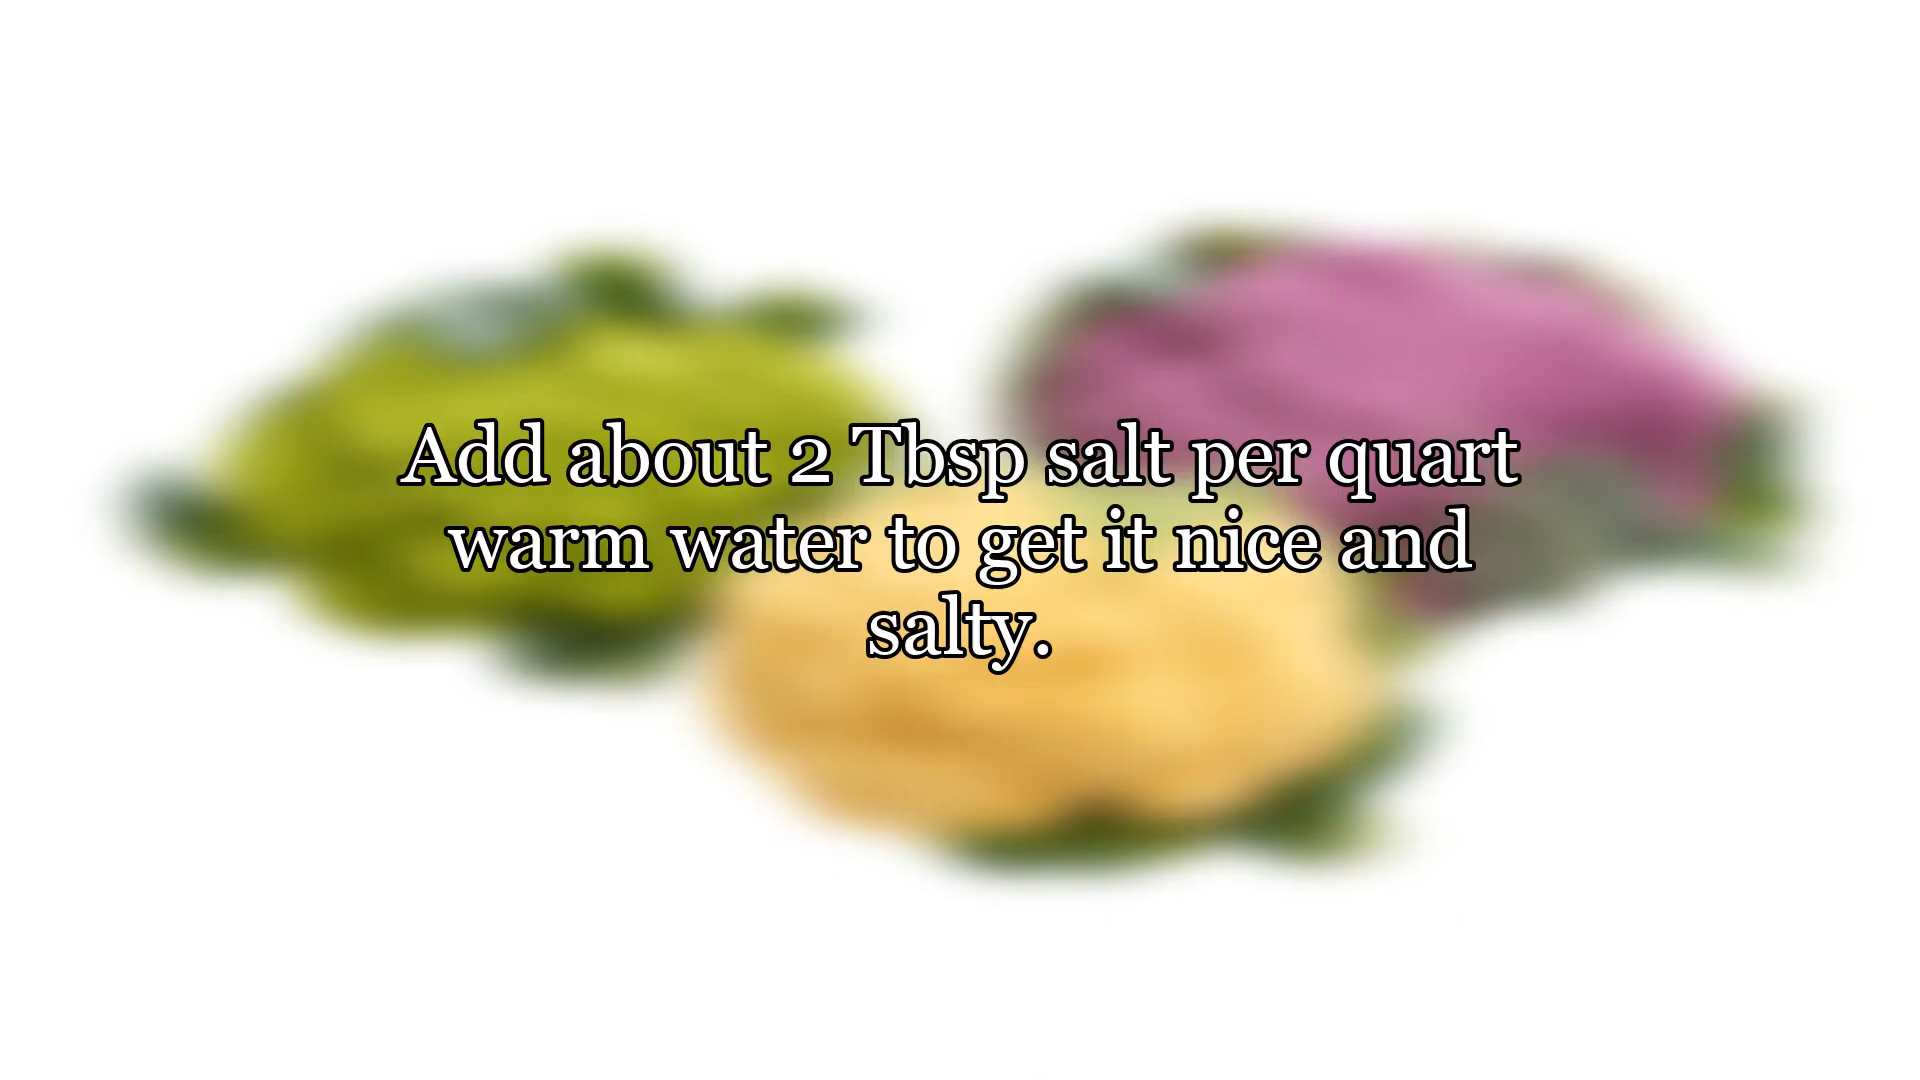 Add about 2 Tbsp salt per quart
warm water to get it nice and
salty.